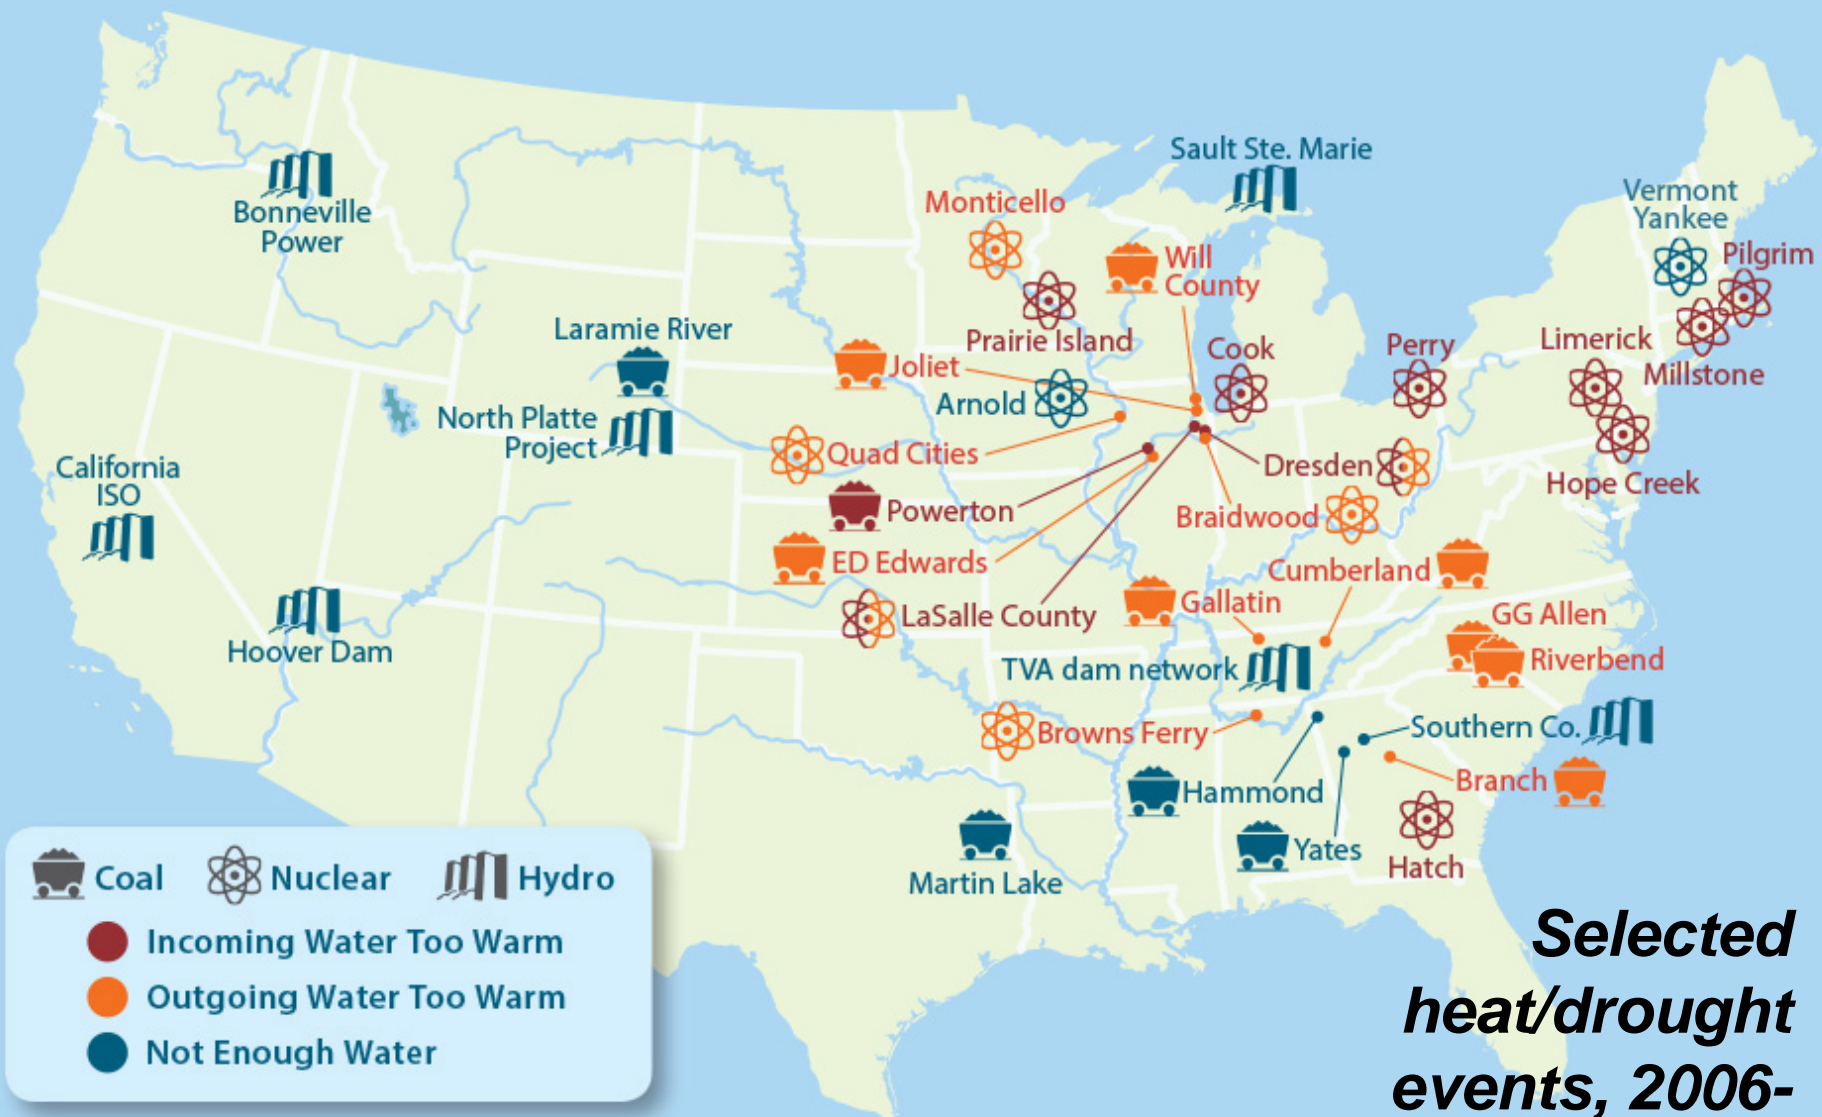 Sault Ste. Marie
Vermont
Yankee
Monticello
Bonneville
Power
Pilgrim
Will
County
Laramie River
Prairie Island
Cook
Perry
Limerick
Joliet
Millstone
Arnold
North Platte
Project
Quad Cities
California
ISO
Dresden
Hope Creek
Powerton
Braidwood
ED Edwards
Cumberland
Gallatin
GG Allen
LaSalle County
Hoover Dam
TVA dam network
Riverbend
Southern Co.
Browns Ferry
Branch
Hammond
Yates
Hatch
Martin Lake
Coal
Nuclear
Hydro
Incoming Water Too Warm
Outgoing Water Too Warm
Not Enough Water
Selected
heat/drought
events, 2006-